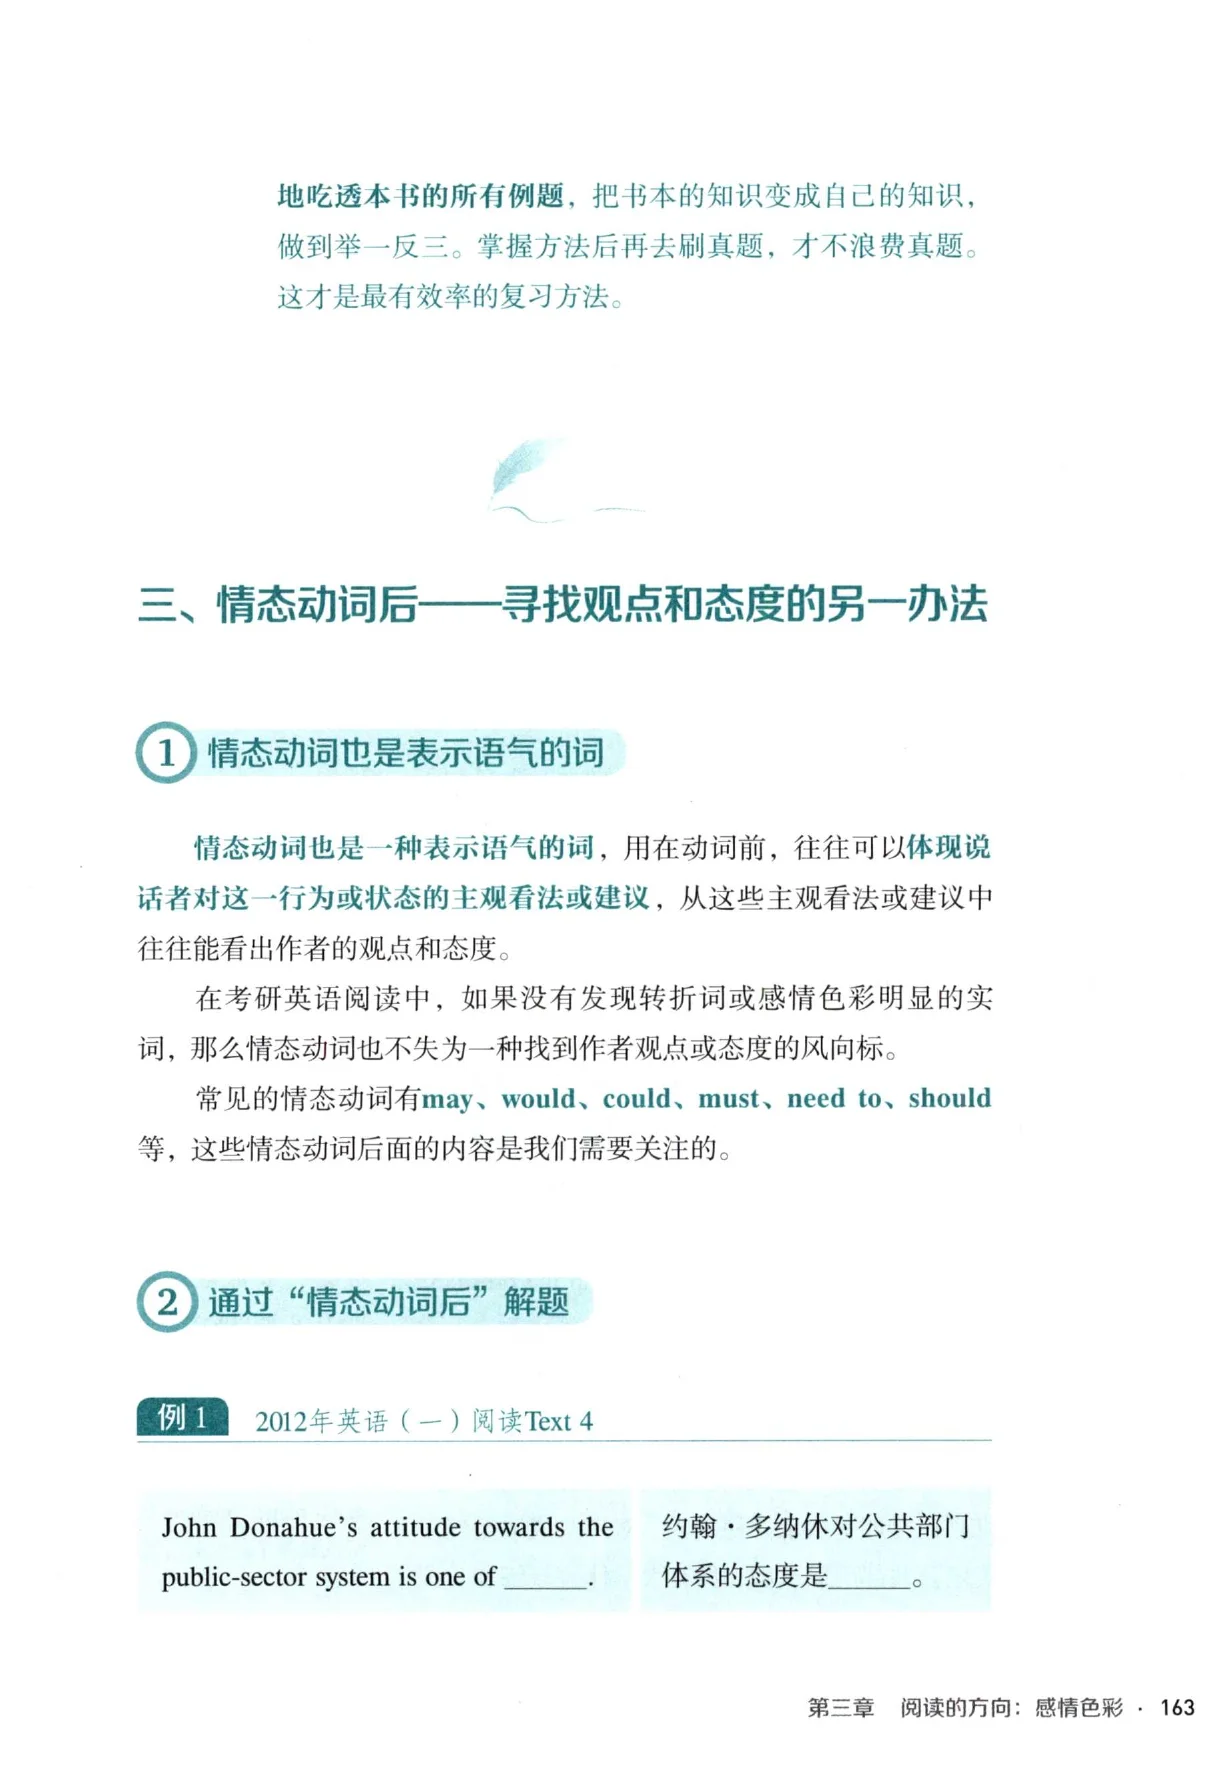 地吃透本书的所有例题，把书本的知识变成自己的知识，
做到举一反三。掌握方法后再去刷真题，才不浪费真题。
这才是最有效率的复习方法。
三、情态动词后——寻找观点和态度的另一办法
1 情态动词也是表示语气的词
情态动词也是一种表示语气的词，用在动词前，往往可以体现说
话者对这一行为或状态的主观看法或建议，从这些主观看法或建议中
往往能看出作者的观点和态度。
在考研英语阅读中，如果没有发现转折词或感情色彩明显的实
词，那么情态动词也不失为一种找到作者观点或态度的风向标。
常见的情态动词有may、would、could、must、need to、should
等，这些情态动词后面的内容是我们需要关注的。
2 通过“情态动词后”解题
例 1 2012年英语（一）阅读Text 4
John Donahue’s attitude towards the
public-sector system is one of ______.
约翰·多纳休对公共部门
体系的态度是______。
第三章 阅读的方向：感情色彩 · 163